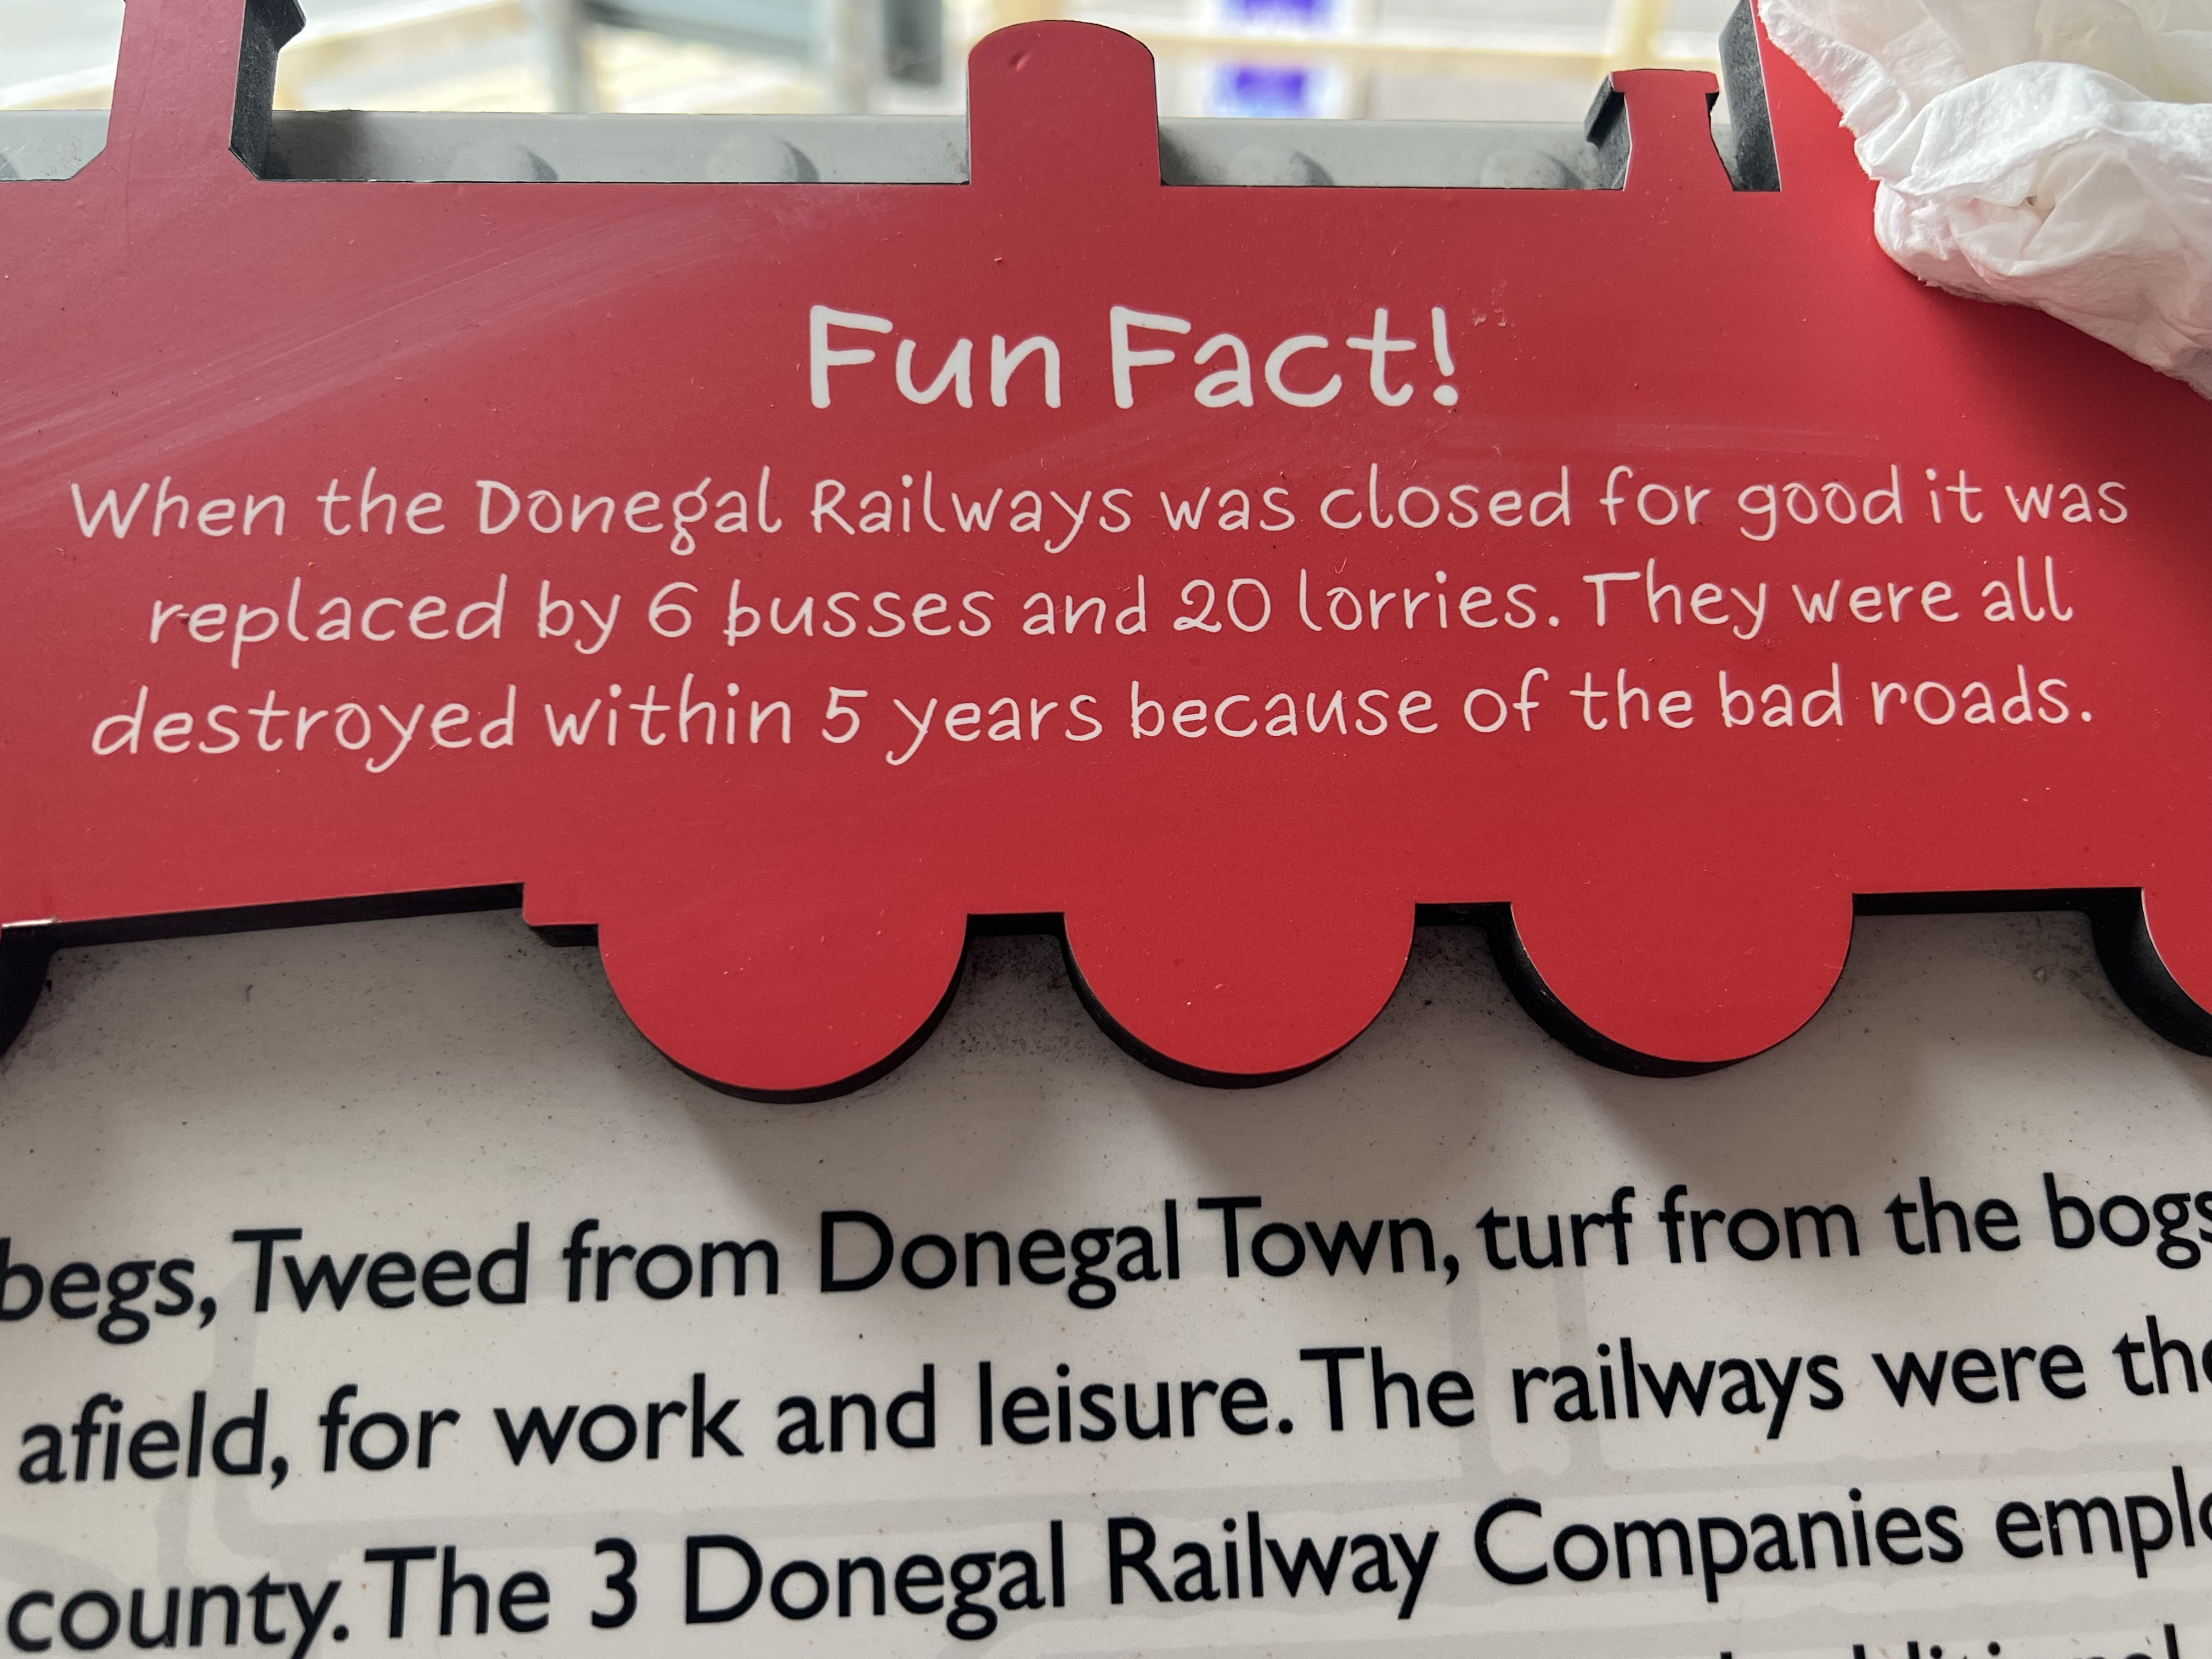 Fun Fact!
When the Donegal Railways was closed for good it was
replaced by 6 busses and 20 lorries. They were all
destroyed within 5 years because of the bad roads.
begs, Tweed from Donegal Town, turf from the bogs
afield, for work and leisure. The railways were the
county. The 3 Donegal Railway Companies emplo